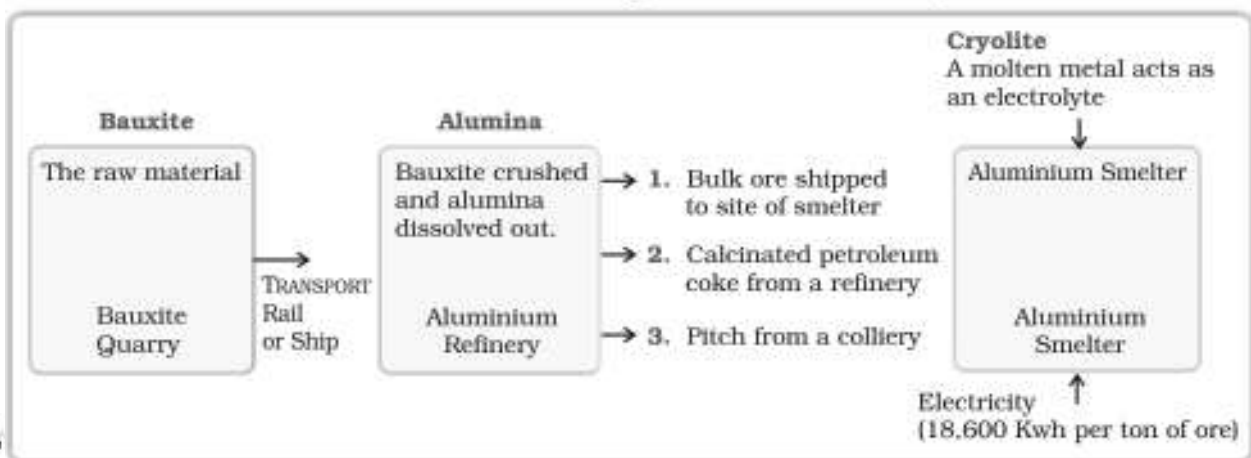 Bauxite
The raw material
Bauxite
Quarry
TRANSPORT
Rail
or Ship
Alumina
Bauxite crushed
and alumina
dissolved out.
Aluminium
Refinery
1. Bulk ore shipped
to site of smelter
2. Calcinated petroleum
coke from a refinery
3. Pitch from a colliery
Cryolite
A molten metal acts as
an electrolyte
Aluminium Smelter
Aluminium
Smelter
Electricity
(18,600 Kwh per ton of ore)